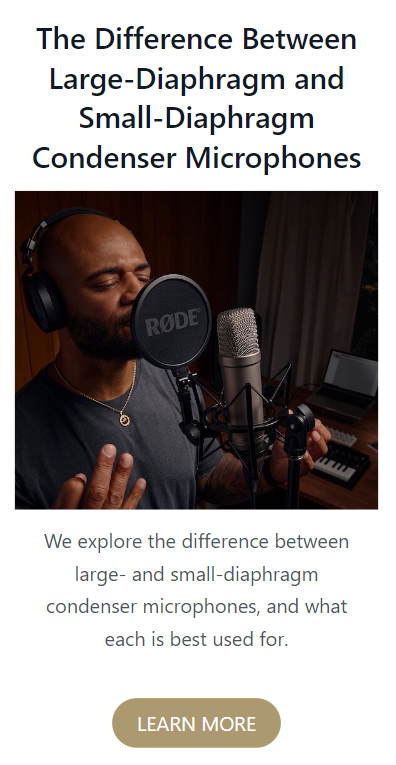 The Difference Between
Large-Diaphragm and
Small-Diaphragm
Condenser Microphones
RØDE
We explore the difference between
large- and small-diaphragm
condenser microphones, and what
each is best used for.
LEARN MORE